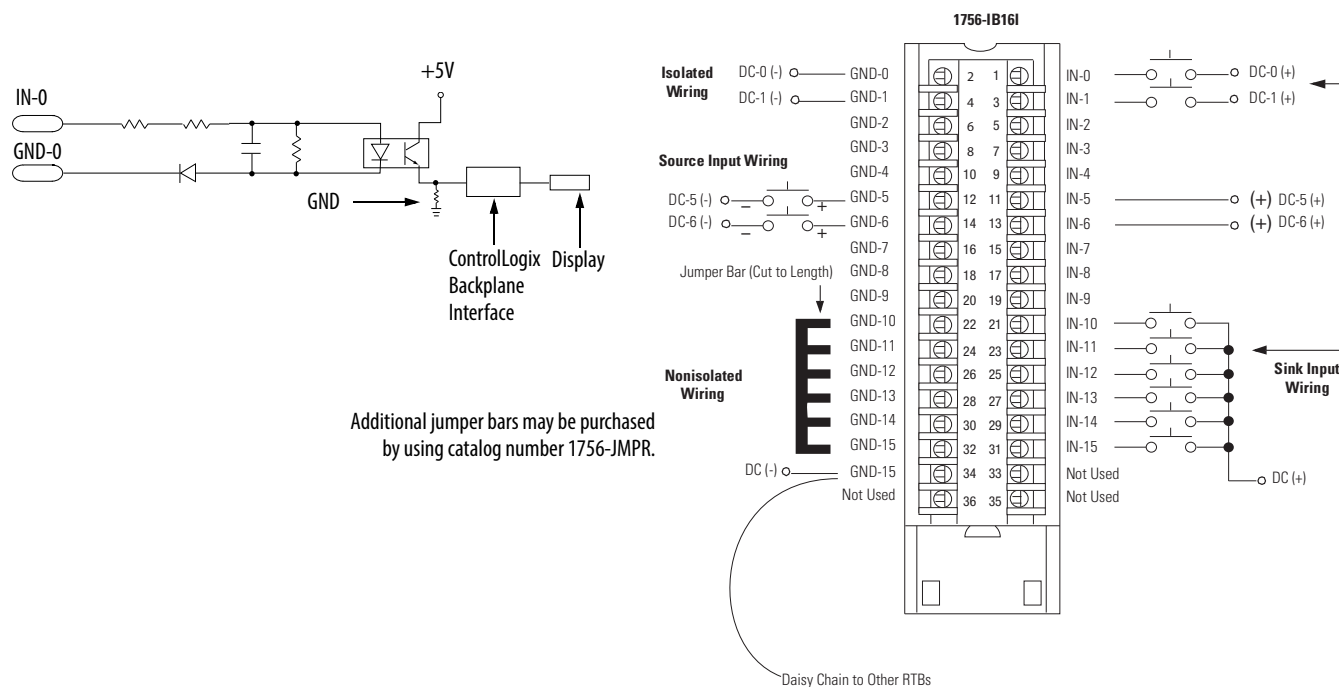 1756-IB16I
+5V
IN-0
GND-0
GND
ControlLogix
Backplane
Interface
Display
Additional jumper bars may be purchased
by using catalog number 1756-JMPR.
Isolated
Wiring
Source Input Wiring
Jumper Bar (Cut to Length)
Nonisolated
Wiring
DC-0 (-) GND-0 2 1 IN-0 DC-0 (+)
DC-1 (-) GND-1 4 3 IN-1 DC-1 (+)
GND-2 6 5 IN-2
GND-3 8 7 IN-3
GND-4 10 9 IN-4
DC-5 (-) – + GND-5 12 11 IN-5 (+) DC-5 (+)
DC-6 (-) – + GND-6 14 13 IN-6 (+) DC-6 (+)
GND-7 16 15 IN-7
GND-8 18 17 IN-8
GND-9 20 19 IN-9
GND-10 22 21 IN-10
GND-11 24 23 IN-11
GND-12 26 25 IN-12
GND-13 28 27 IN-13
GND-14 30 29 IN-14
GND-15 32 31 IN-15
DC (-) GND-15 34 33 Not Used DC (+)
Not Used 36 35 Not Used
Sink Input
Wiring
Daisy Chain to Other RTBs